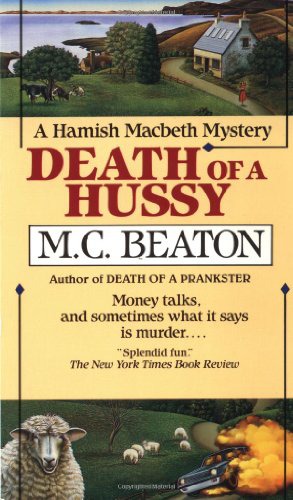 A Hamish Macbeth Mystery
DEATH OF A
HUSSY
M.C. BEATON
Author of DEATH OF A PRANKSTER
Money talks,
and sometimes what it says
is murder....
"Splendid fun."
The New York Times Book Review